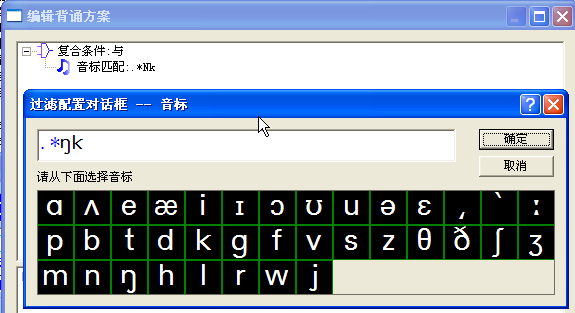 编辑背诵方案
复合条件:与
音标匹配:.*Nk
过滤配置对话框 -- 音标
.*ŋk
确定
取消
请从下面选择音标
ɑ ʌ e æ i ɪ ɔ ʊ u ə ɛ ˏ ˋ ː
p b t d k g f v s z θ ð ʃ ʒ
m n ŋ h l r w j